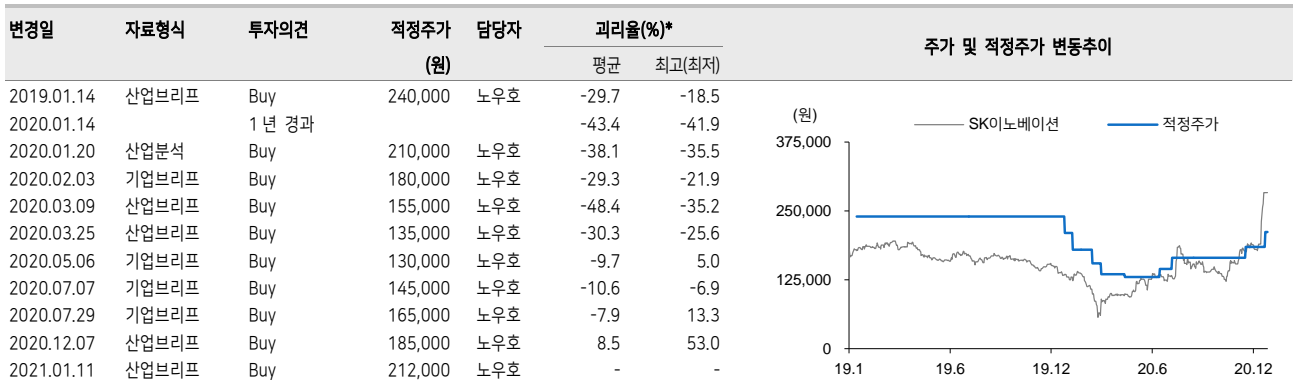 변경일 자료형식 투자의견 적정주가 담당자 괴리율(%)* 주가 및 적정주가 변동추이
(원) 평균 최고(최저)
2019.01.14 산업브리프 Buy 240,000 노우호 -29.7 -18.5
2020.01.14 1년 경과 -43.4 -41.9
2020.01.20 산업분석 Buy 210,000 노우호 -38.1 -35.5
2020.02.03 기업브리프 Buy 180,000 노우호 -29.3 -21.9
2020.03.09 산업브리프 Buy 155,000 노우호 -48.4 -35.2
2020.03.25 산업브리프 Buy 135,000 노우호 -30.3 -25.6
2020.05.06 기업브리프 Buy 130,000 노우호 -9.7 5.0
2020.07.07 기업브리프 Buy 145,000 노우호 -10.6 -6.9
2020.07.29 기업브리프 Buy 165,000 노우호 -7.9 13.3
2020.12.07 산업브리프 Buy 185,000 노우호 8.5 53.0
2021.01.11 산업브리프 Buy 212,000 노우호 - -
(원) SK이노베이션 적정주가
375,000
250,000
125,000
0
19.1 19.6 19.12 20.6 20.12